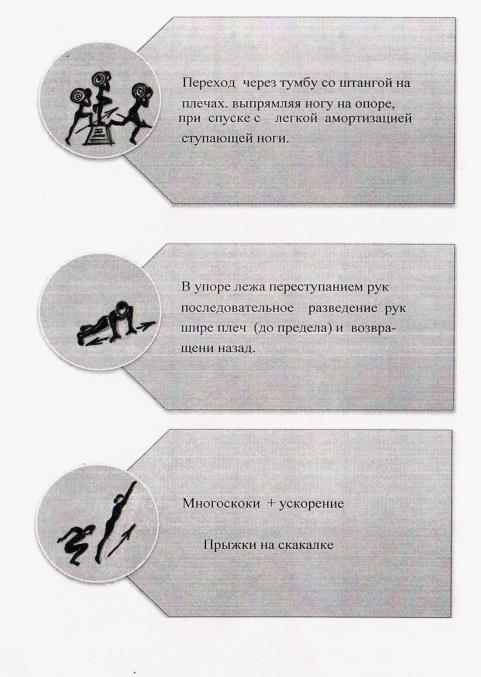 Переход через тумбу со штангой на
плечах. выпрямляя ногу на опоре,
при спуске с легкой амортизацией
ступающей ноги.
В упоре лежа переступанием рук
последовательное разведение рук
шире плеч (до предела) и возвра-
щени назад.
Многоскоки + ускорение
Прыжки на скакалке